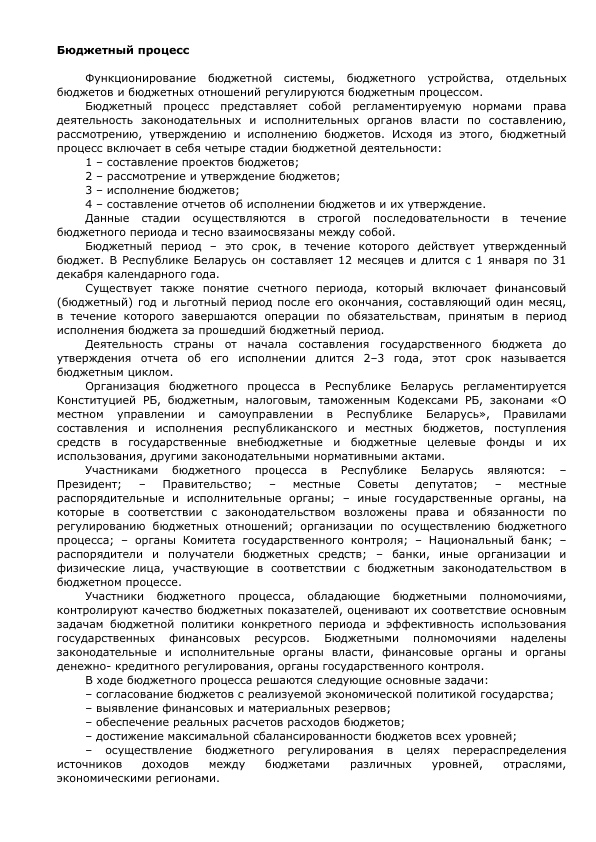 Бюджетный процесс
Функционирование бюджетной системы, бюджетного устройства, отдельных
бюджетов и бюджетных отношений регулируются бюджетным процессом.
Бюджетный процесс представляет собой регламентируемую нормами права
деятельность законодательных и исполнительных органов власти по составлению,
рассмотрению, утверждению и исполнению бюджетов. Исходя из этого, бюджетный
процесс включает в себя четыре стадии бюджетной деятельности:
1 – составление проектов бюджетов;
2 – рассмотрение и утверждение бюджетов;
3 – исполнение бюджетов;
4 – составление отчетов об исполнении бюджетов и их утверждение.
Данные стадии осуществляются в строгой последовательности в течение
бюджетного периода и тесно взаимосвязаны между собой.
Бюджетный период – это срок, в течение которого действует утвержденный
бюджет. В Республике Беларусь он составляет 12 месяцев и длится с 1 января по 31
декабря календарного года.
Существует также понятие счетного периода, который включает финансовый
(бюджетный) год и льготный период после его окончания, составляющий один месяц,
в течение которого завершаются операции по обязательствам, принятым в период
исполнения бюджета за прошедший бюджетный период.
Деятельность страны от начала составления государственного бюджета до
утверждения отчета об его исполнении длится 2–3 года, этот срок называется
бюджетным циклом.
Организация бюджетного процесса в Республике Беларусь регламентируется
Конституцией РБ, бюджетным, налоговым, таможенным Кодексами РБ, законами «О
местном управлении и самоуправлении в Республике Беларусь», Правилами
составления и исполнения республиканского и местных бюджетов, поступления
средств в государственные внебюджетные и бюджетные целевые фонды и их
использования, другими законодательными нормативными актами.
Участниками бюджетного процесса в Республике Беларусь являются: –
Президент; – Правительство; – местные Советы депутатов; – местные
распорядительные и исполнительные органы; – иные государственные органы, на
которые в соответствии с законодательством возложены права и обязанности по
регулированию бюджетных отношений; организации по осуществлению бюджетного
процесса; – органы Комитета государственного контроля; – Национальный банк; –
распорядители и получатели бюджетных средств; – банки, иные организации и
физические лица, участвующие в соответствии с бюджетным законодательством в
бюджетном процессе.
Участники бюджетного процесса, обладающие бюджетными полномочиями,
контролируют качество бюджетных показателей, оценивают их соответствие основным
задачам бюджетной политики конкретного периода и эффективность использования
государственных финансовых ресурсов. Бюджетными полномочиями наделены
законодательные и исполнительные органы власти, финансовые органы и органы
денежно- кредитного регулирования, органы государственного контроля.
В ходе бюджетного процесса решаются следующие основные задачи:
– согласование бюджетов с реализуемой экономической политикой государства;
– выявление финансовых и материальных резервов;
– обеспечение реальных расчетов расходов бюджетов;
– достижение максимальной сбалансированности бюджетов всех уровней;
– осуществление бюджетного регулирования в целях перераспределения
источников доходов между бюджетами различных уровней, отраслями,
экономическими регионами.